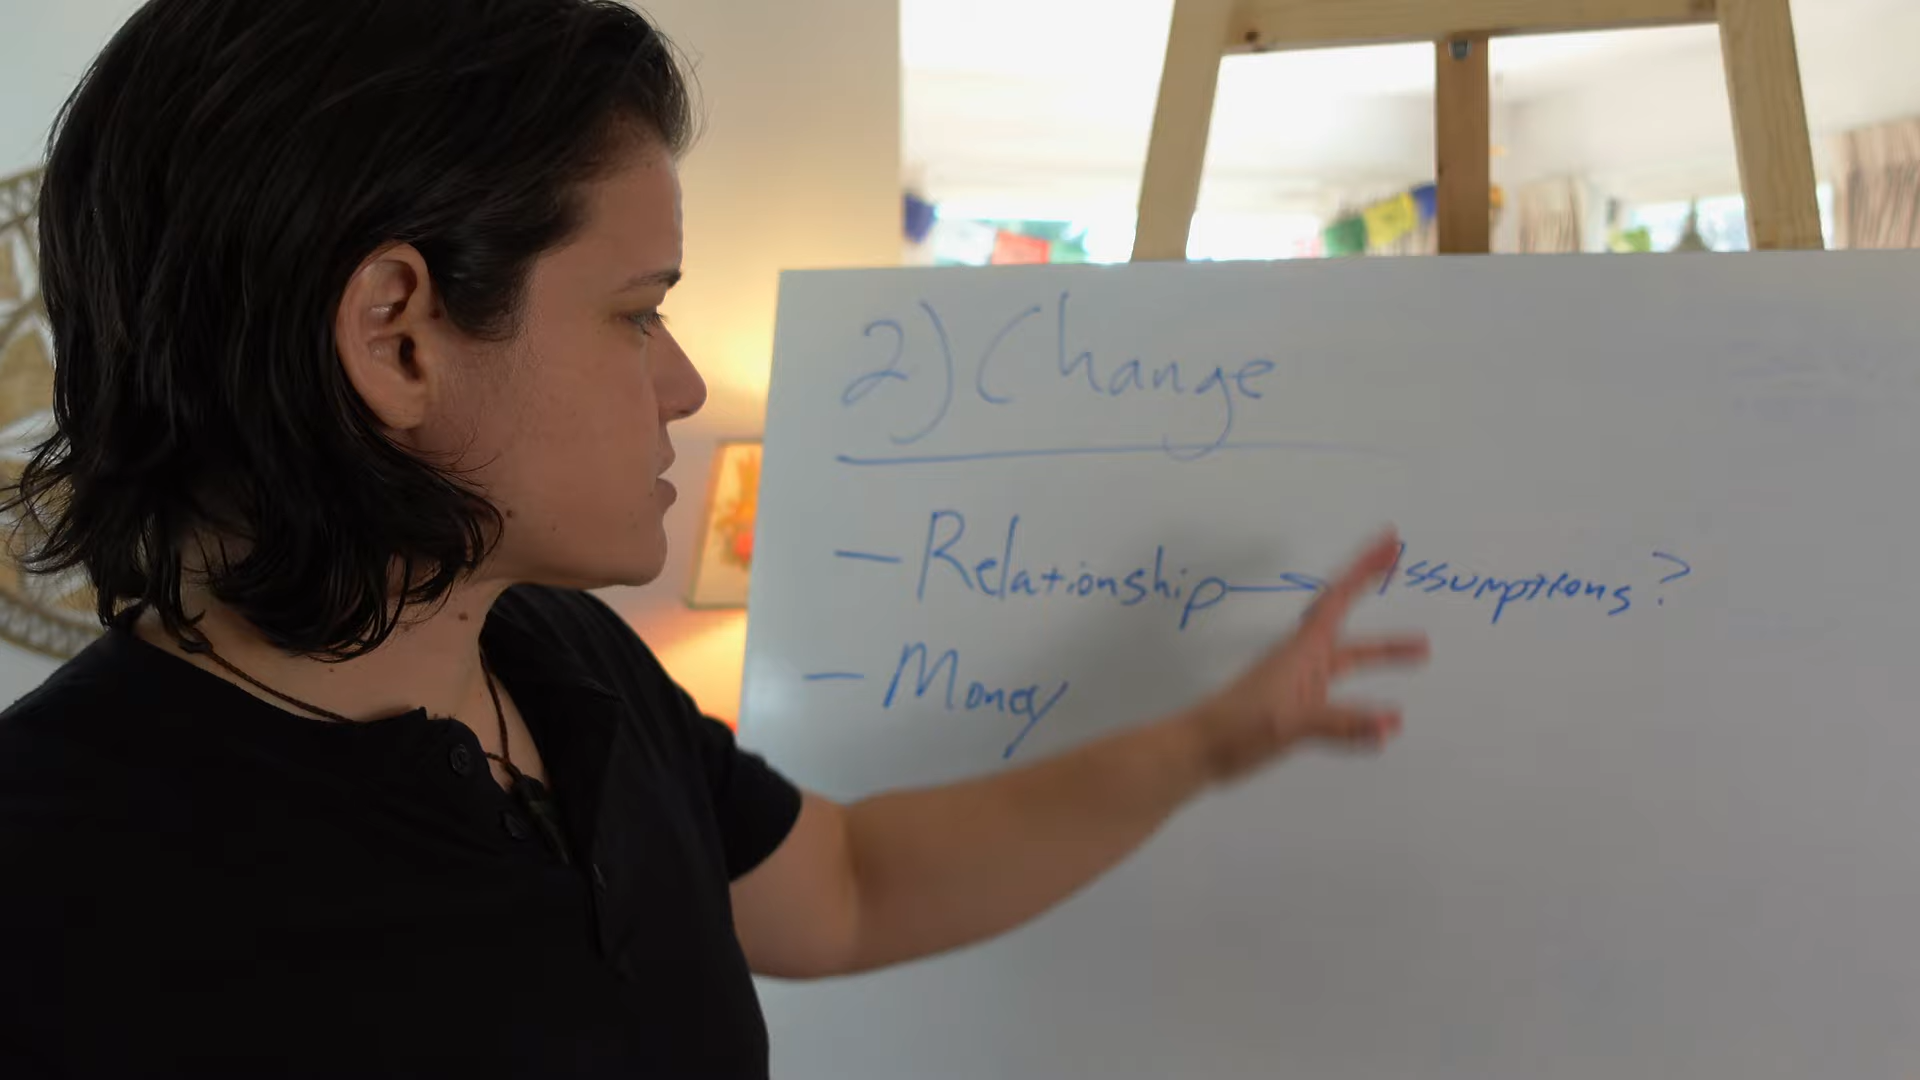 2) Change
- Relationship → Assumptions?
- Money